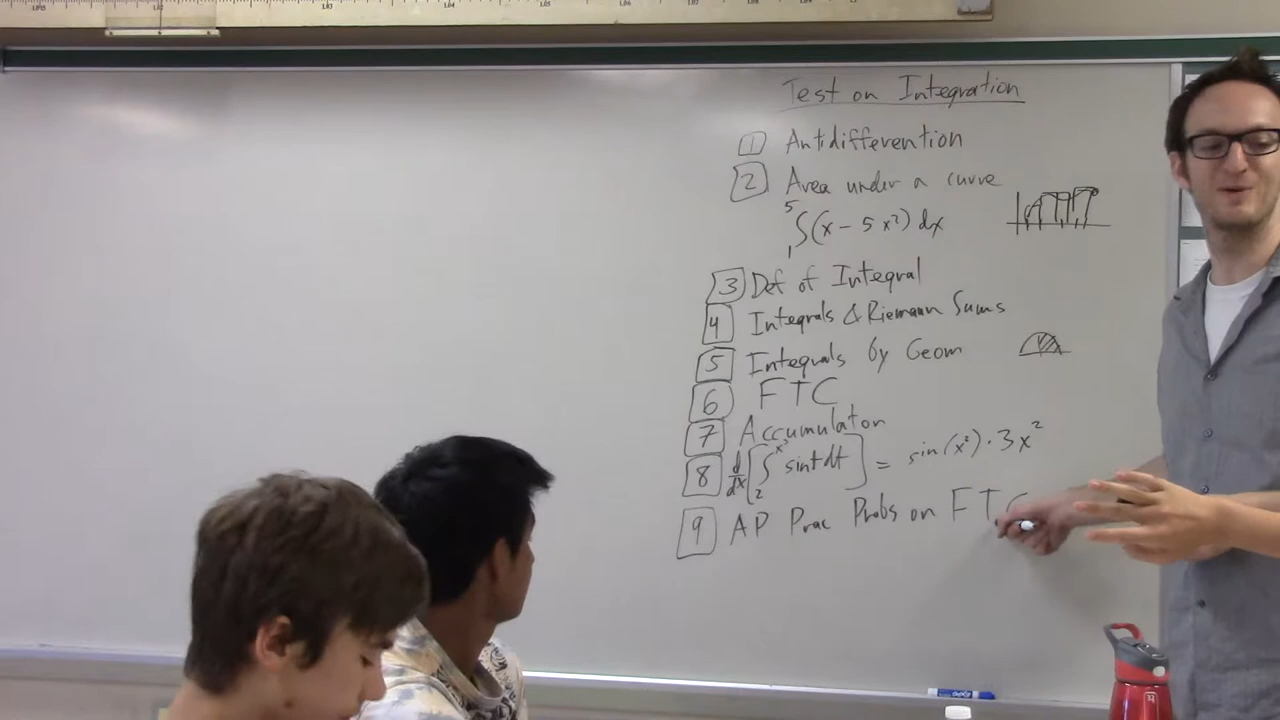 Test on Integration
1 Antidifferention
2 Area under a curve
∫₁⁵(x - 5x²) dx
3 Def of Integral
4 Integrals & Riemann Sums
5 Integrals by Geom
6 FTC
7 Accumulator
8 d/dx[∫₂^x³ sint dt] = sin(x³)·3x²
9 AP Prac Probs on FTC